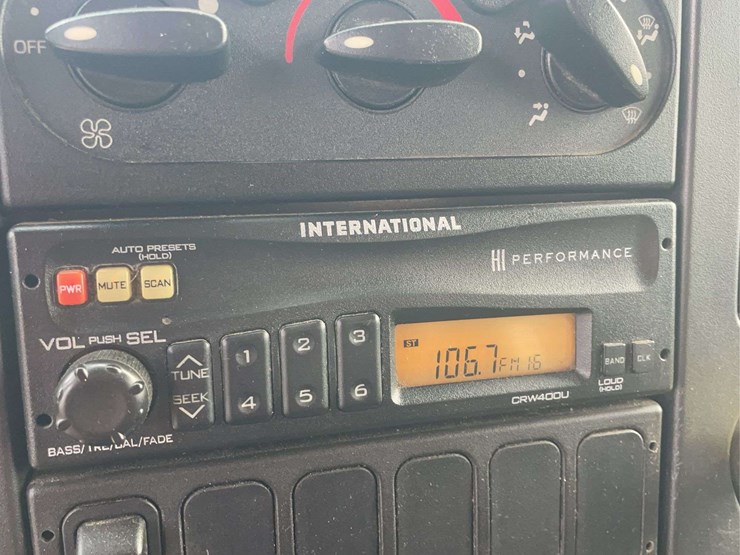 OFF
INTERNATIONAL
AUTO PRESETS
(HOLD)
HI PERFORMANCE
PWR
MUTE
SCAN
VOL PUSH SEL
TUNE
SEEK
1
2
3
4
5
6
ST
106.7 FM 16
BAND
CLK
LOUD
(HOLD)
CRW400U
BASS/TRE/BAL/FADE